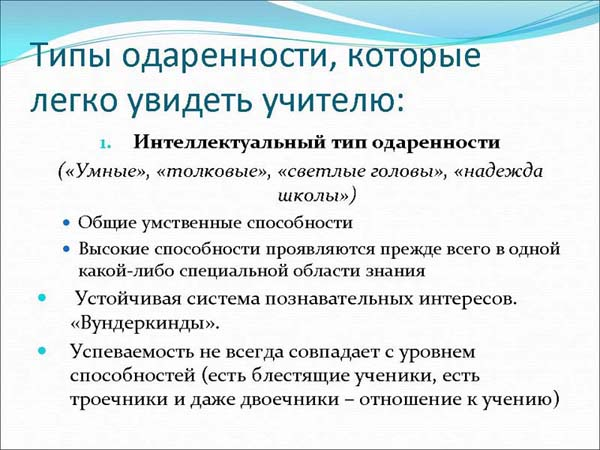 Типы одаренности, которые
легко увидеть учителю:
1. Интеллектуальный тип одаренности
(«Умные», «толковые», «светлые головы», «надежда
школы»)
• Общие умственные способности
• Высокие способности проявляются прежде всего в одной
какой-либо специальной области знания
• Устойчивая система познавательных интересов.
«Вундеркинды».
• Успеваемость не всегда совпадает с уровнем
способностей (есть блестящие ученики, есть
троечники и даже двоечники – отношение к учению)